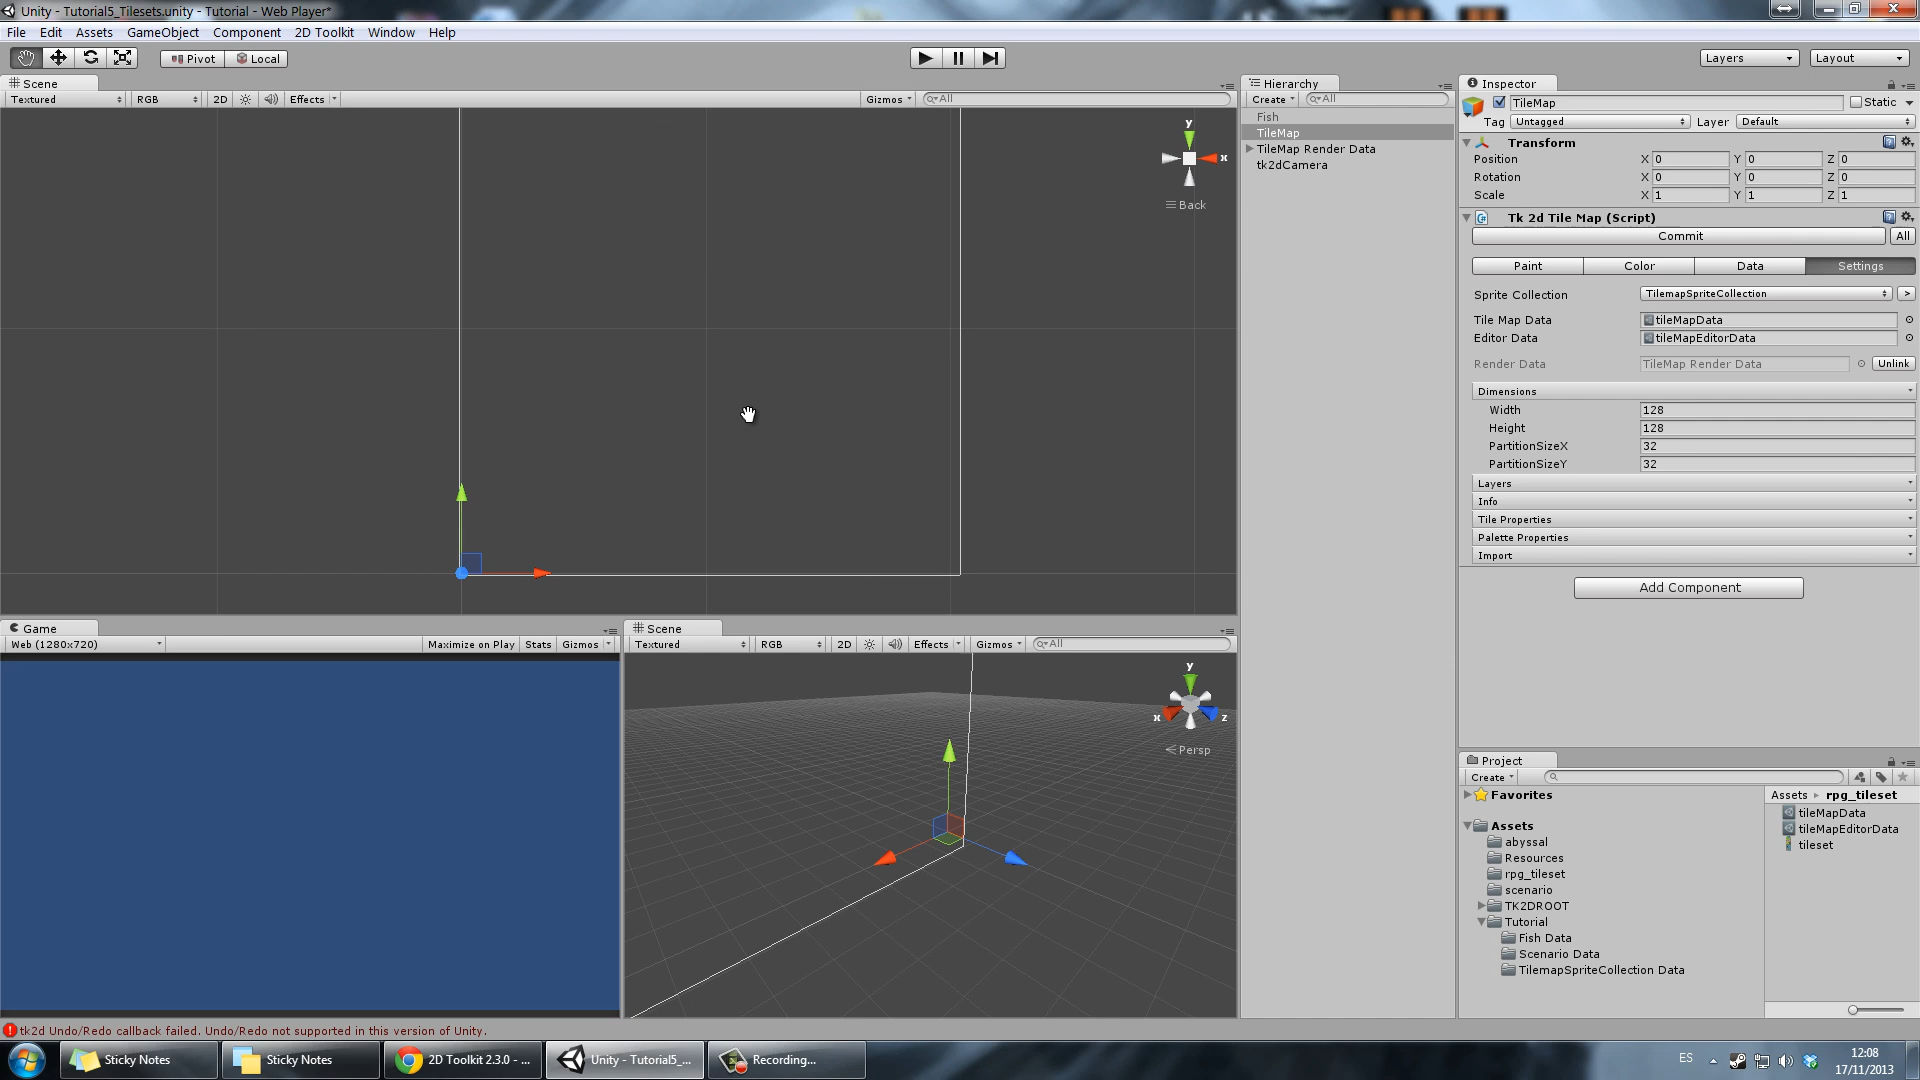 Unity - Tutorial5_Tilesets.unity - Tutorial - Web Player*
File Edit Assets GameObject Component 2D Toolkit Window Help
Pivot Local Layers Layout
Scene
Textured RGB 2D Effects Gizmos All
y
x
Back
Hierarchy
Create All
Fish
TileMap
TileMap Render Data
tk2dCamera
Inspector
TileMap Static
Tag Untagged Layer Default
Transform
Position X 0 Y 0 Z 0
Rotation X 0 Y 0 Z 0
Scale X 1 Y 1 Z 1
Tk 2d Tile Map (Script)
Commit All
Paint Color Data Settings
Sprite Collection TilemapSpriteCollection >
Tile Map Data tileMapData
Editor Data tileMapEditorData
Render Data TileMap Render Data Unlink
Dimensions
Width 128
Height 128
PartitionSizeX 32
PartitionSizeY 32
Layers
Info
Tile Properties
Palette Properties
Import
Add Component
Game
Web (1280x720) Maximize on Play Stats Gizmos
Scene
Textured RGB 2D Effects Gizmos All
y
x z
Persp
Project
Create
Favorites
Assets
abyssal
Resources
rpg_tileset
scenario
TK2DROOT
Tutorial
Fish Data
Scenario Data
TilemapSpriteCollection Data
Assets rpg_tileset
tileMapData
tileMapEditorData
tileset
tk2d Undo/Redo callback failed. Undo/Redo not supported in this version of Unity.
Sticky Notes Sticky Notes 2D Toolkit 2.3.0 - ... Unity - Tutorial5_... Recording...
ES 12:08
17/11/2013